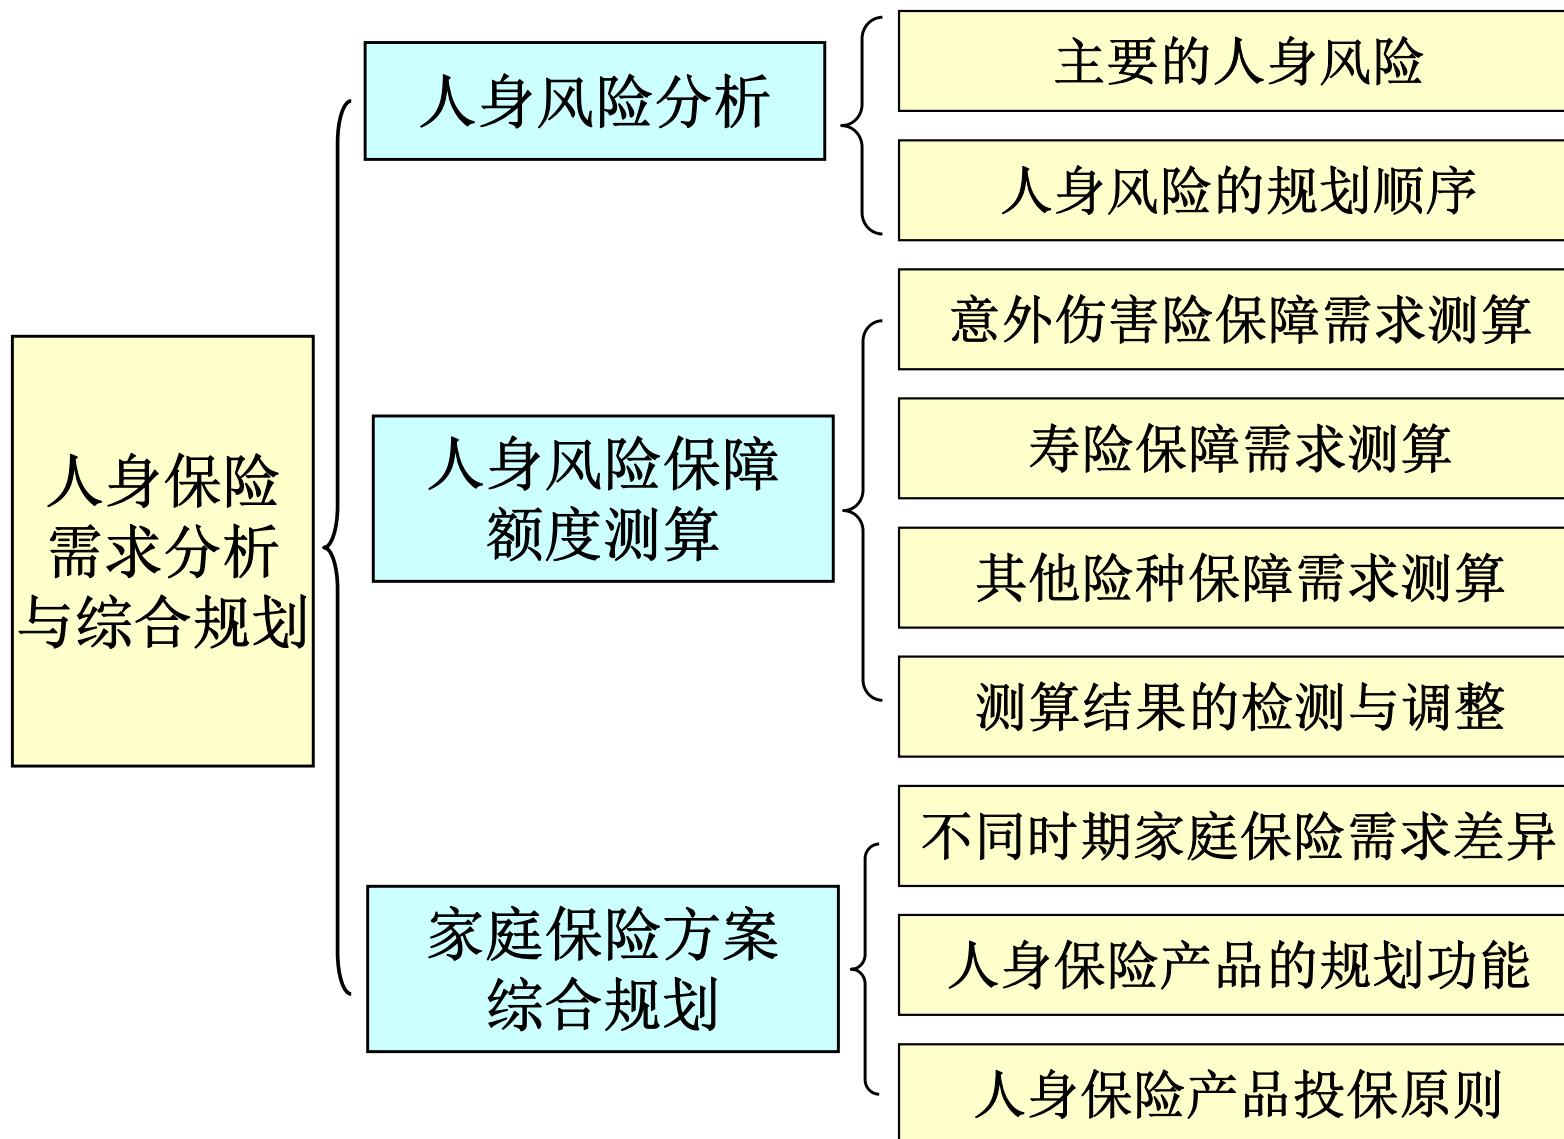 人身保险
需求分析
与综合规划
人身风险分析
主要的人身风险
人身风险的规划顺序
人身风险保障
额度测算
意外伤害险保障需求测算
寿险保障需求测算
其他险种保障需求测算
测算结果的检测与调整
家庭保险方案
综合规划
不同时期家庭保险需求差异
人身保险产品的规划功能
人身保险产品投保原则